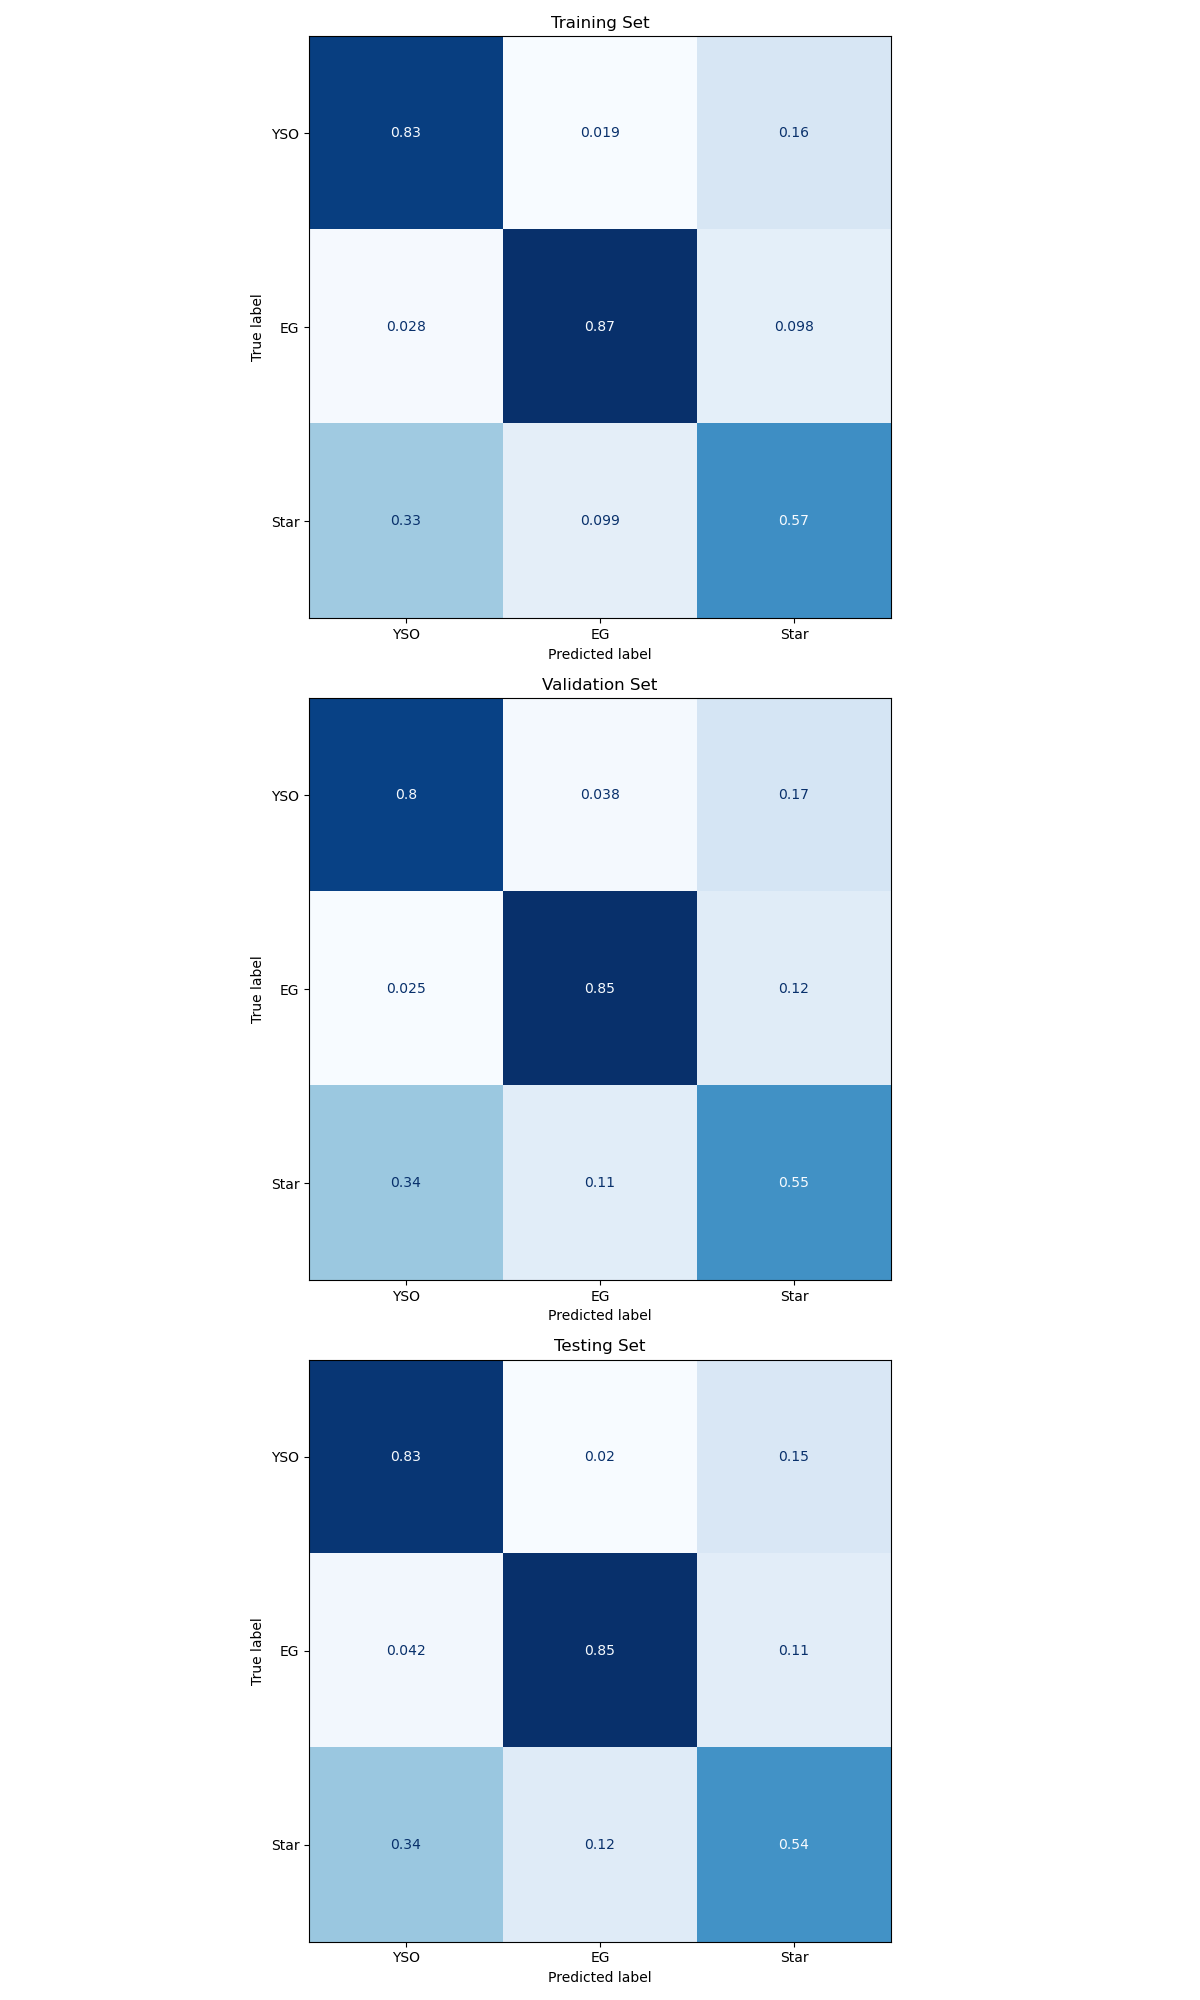 Training Set
YSO 0.83 0.019 0.16
True label
EG 0.028 0.87 0.098
Star 0.33 0.099 0.57
YSO EG Star
Predicted label
Validation Set
YSO 0.8 0.038 0.17
True label
EG 0.025 0.85 0.12
Star 0.34 0.11 0.55
YSO EG Star
Predicted label
Testing Set
YSO 0.83 0.02 0.15
True label
EG 0.042 0.85 0.11
Star 0.34 0.12 0.54
YSO EG Star
Predicted label